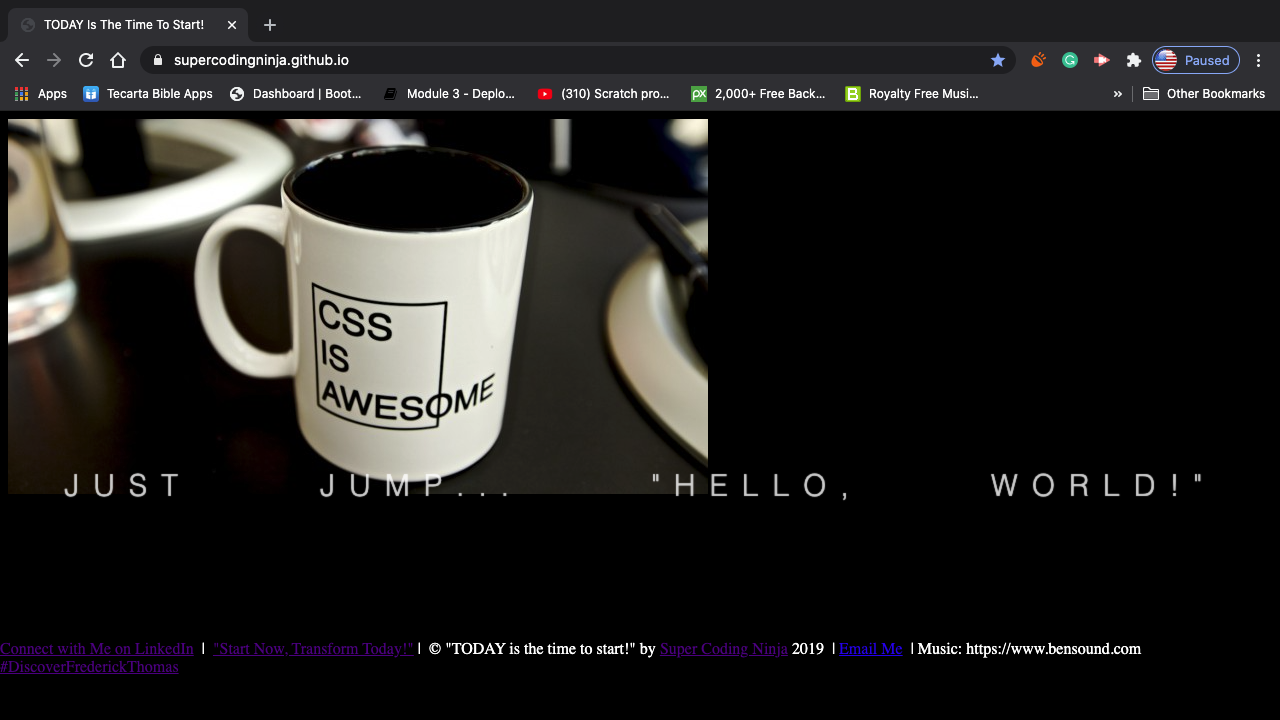 TODAY Is The Time To Start!
supercodingninja.github.io
Paused
Apps
Tecarta Bible Apps
Dashboard | Boot...
Module 3 - Deplo...
(310) Scratch pro...
2,000+ Free Back...
Royalty Free Musi...
»
Other Bookmarks
CSS
IS
AWESOME
JUST JUMP... "HELLO, WORLD!"
Connect with Me on LinkedIn | "Start Now, Transform Today!" | © "TODAY is the time to start!" by Super Coding Ninja 2019 | Email Me | Music: https://www.bensound.com
#DiscoverFrederickThomas